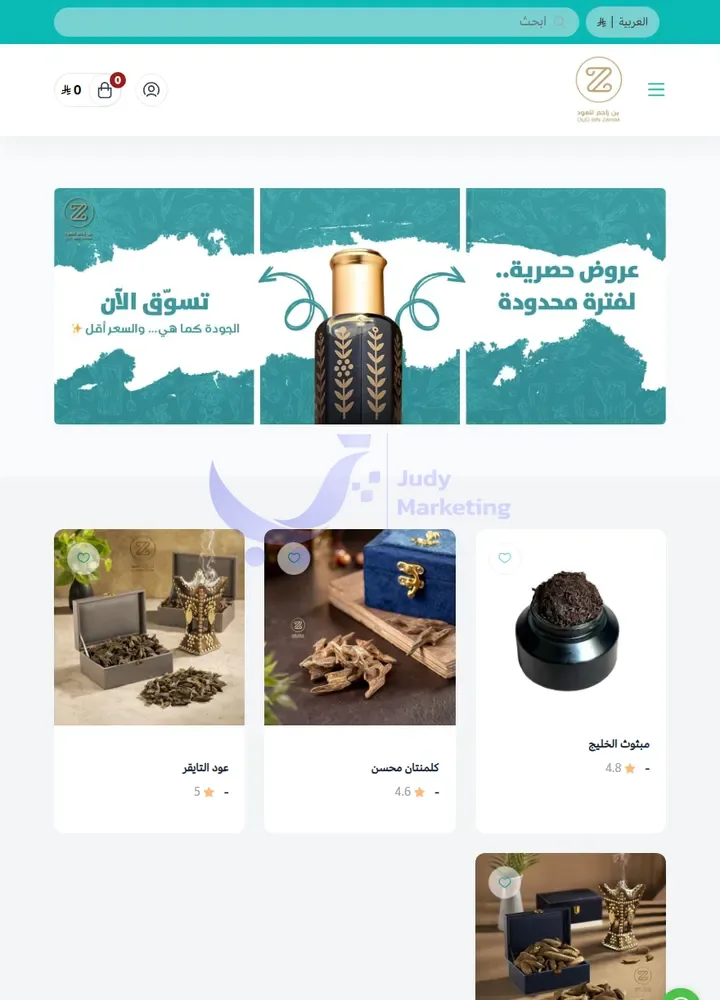 العربية |
ابحث
0
0
بن زاحم للعود
OUD BIN ZAHIM
عروض حصرية..
لفترة محدودة
تسوّق الآن
الجودة كما هي... والسعر أقل
Judy
Marketing
مبثوث الخليج
4.8 -
كلمنتان محسن
4.6 -
عود التايقر
5 -